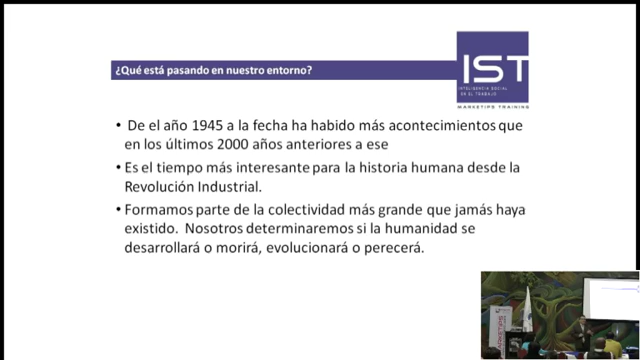 ¿Qué está pasando en nuestro entorno?
IST
INTELIGENCIA SOCIAL
EN EL TRABAJO
MARKETIPS TRAINING
• De el año 1945 a la fecha ha habido más acontecimientos que
en los últimos 2000 años anteriores a ese
• Es el tiempo más interesante para la historia humana desde la
Revolución Industrial.
• Formamos parte de la colectividad más grande que jamás haya
existido. Nosotros determinaremos si la humanidad se
desarrollará o morirá, evolucionará o perecerá.